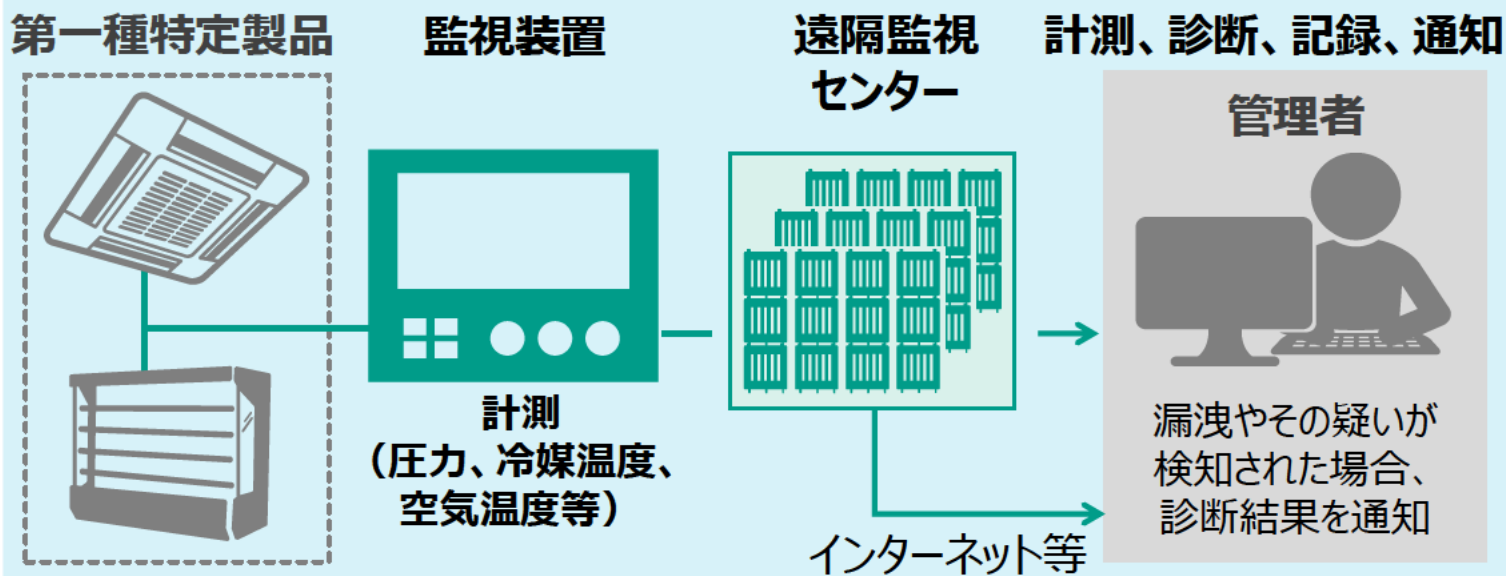 第一種特定製品
監視装置
遠隔監視
センター
計測、診断、記録、通知
管理者
計測
（圧力、冷媒温度、
空気温度等）
漏洩やその疑いが
検知された場合、
診断結果を通知
インターネット等